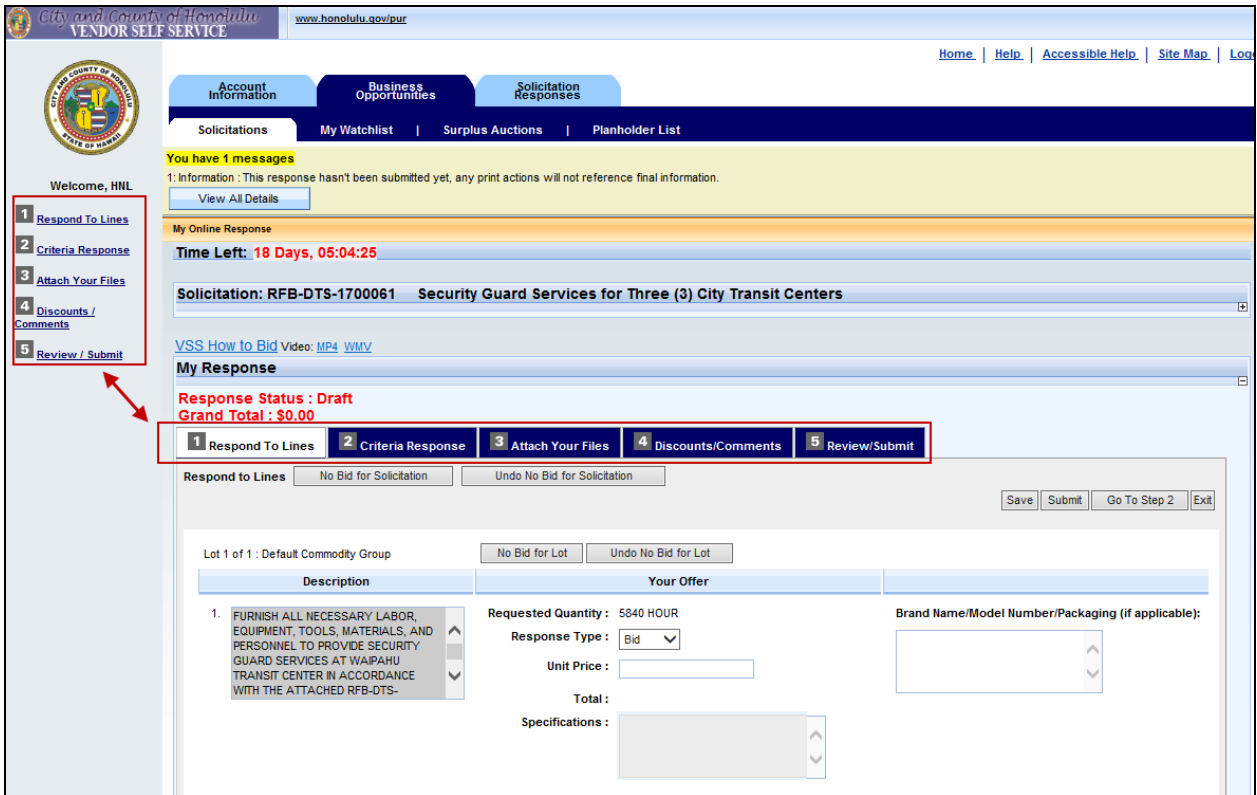 City and County of Honolulu
VENDOR SELF SERVICE
www.honolulu.gov/pur
Home | Help | Accessible Help | Site Map |
Account Information
Business Opportunities
Solicitation Responses
Solicitations
My Watchlist | Surplus Auctions | Planholder List
CITY AND COUNTY OF HONOLULU
STATE OF HAWAII
You have 1 messages
1: Information : This response hasn't been submitted yet, any print actions will not reference final information.
View All Details
Welcome, HNL
1 Respond To Lines
2 Criteria Response
3 Attach Your Files
4 Discussions /
Comments
5 Review / Submit
My Online Response
Time Left: 18 Days, 05:04:25
Solicitation: RFB-DTS-1700061 Security Guard Services for Three (3) City Transit Centers
VSS How to Bid Video: MP4 WMV
My Response
Response Status : Draft
Grand Total : $0.00
1 Respond To Lines
2 Criteria Response
3 Attach Your Files
4 Discounts/Comments
5 Review/Submit
Respond to Lines No Bid for Solicitation Undo No Bid for Solicitation
Save Submit Go To Step 2 Exit
Lot 1 of 1 : Default Commodity Group No Bid for Lot Undo No Bid for Lot
Description Your Offer
1. FURNISH ALL NECESSARY LABOR,
EQUIPMENT, TOOLS, MATERIALS, AND
PERSONNEL TO PROVIDE SECURITY
GUARD SERVICES AT WAIPAHU
TRANSIT CENTER IN ACCORDANCE
WITH THE ATTACHED RFB-DTS-
Requested Quantity : 5840 HOUR
Response Type : Bid
Unit Price :
Total :
Specifications :
Brand Name/Model Number/Packaging (if applicable):